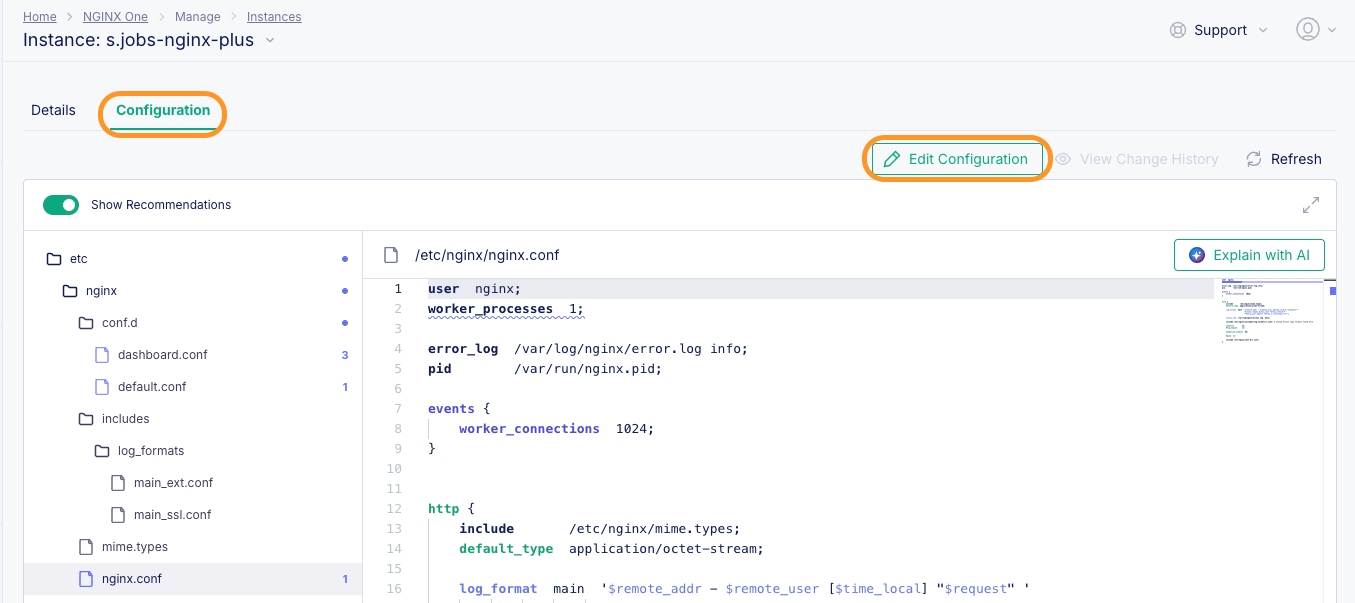 Home > NGINX One > Manage > Instances
Instance: s.jobs-nginx-plus
Support
Details
Configuration
Edit Configuration
View Change History
Refresh
Show Recommendations
etc
nginx
conf.d
dashboard.conf 3
default.conf 1
includes
log_formats
main_ext.conf
main_ssl.conf
mime.types
nginx.conf 1
/etc/nginx/nginx.conf
Explain with AI
1 user  nginx;
2 worker_processes  1;
3
4 error_log  /var/log/nginx/error.log info;
5 pid        /var/run/nginx.pid;
6
7 events {
8     worker_connections  1024;
9 }
10
11
12 http {
13     include       /etc/nginx/mime.types;
14     default_type  application/octet-stream;
15
16     log_format  main  '$remote_addr - $remote_user [$time_local] "$request" '